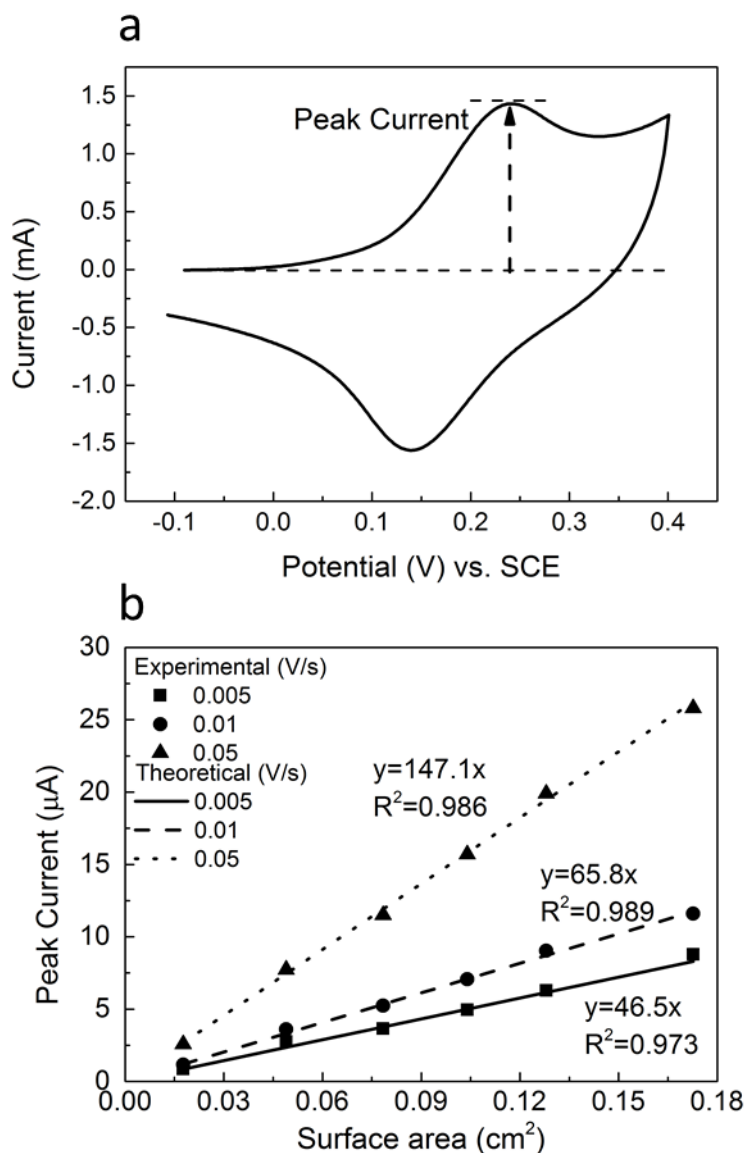 a
1.5
Peak Current
1.0
0.5
0.0
-0.5
-1.0
-1.5
-2.0
Current (mA)
-0.1 0.0 0.1 0.2 0.3 0.4
Potential (V) vs. SCE
b
30
25
20
15
10
5
0
Peak Current (μA)
Experimental (V/s)
0.005
0.01
0.05
Theoretical (V/s)
0.005
0.01
0.05
y=147.1x
R²=0.986
y=65.8x
R²=0.989
y=46.5x
R²=0.973
0.00 0.03 0.06 0.09 0.12 0.15 0.18
Surface area (cm²)